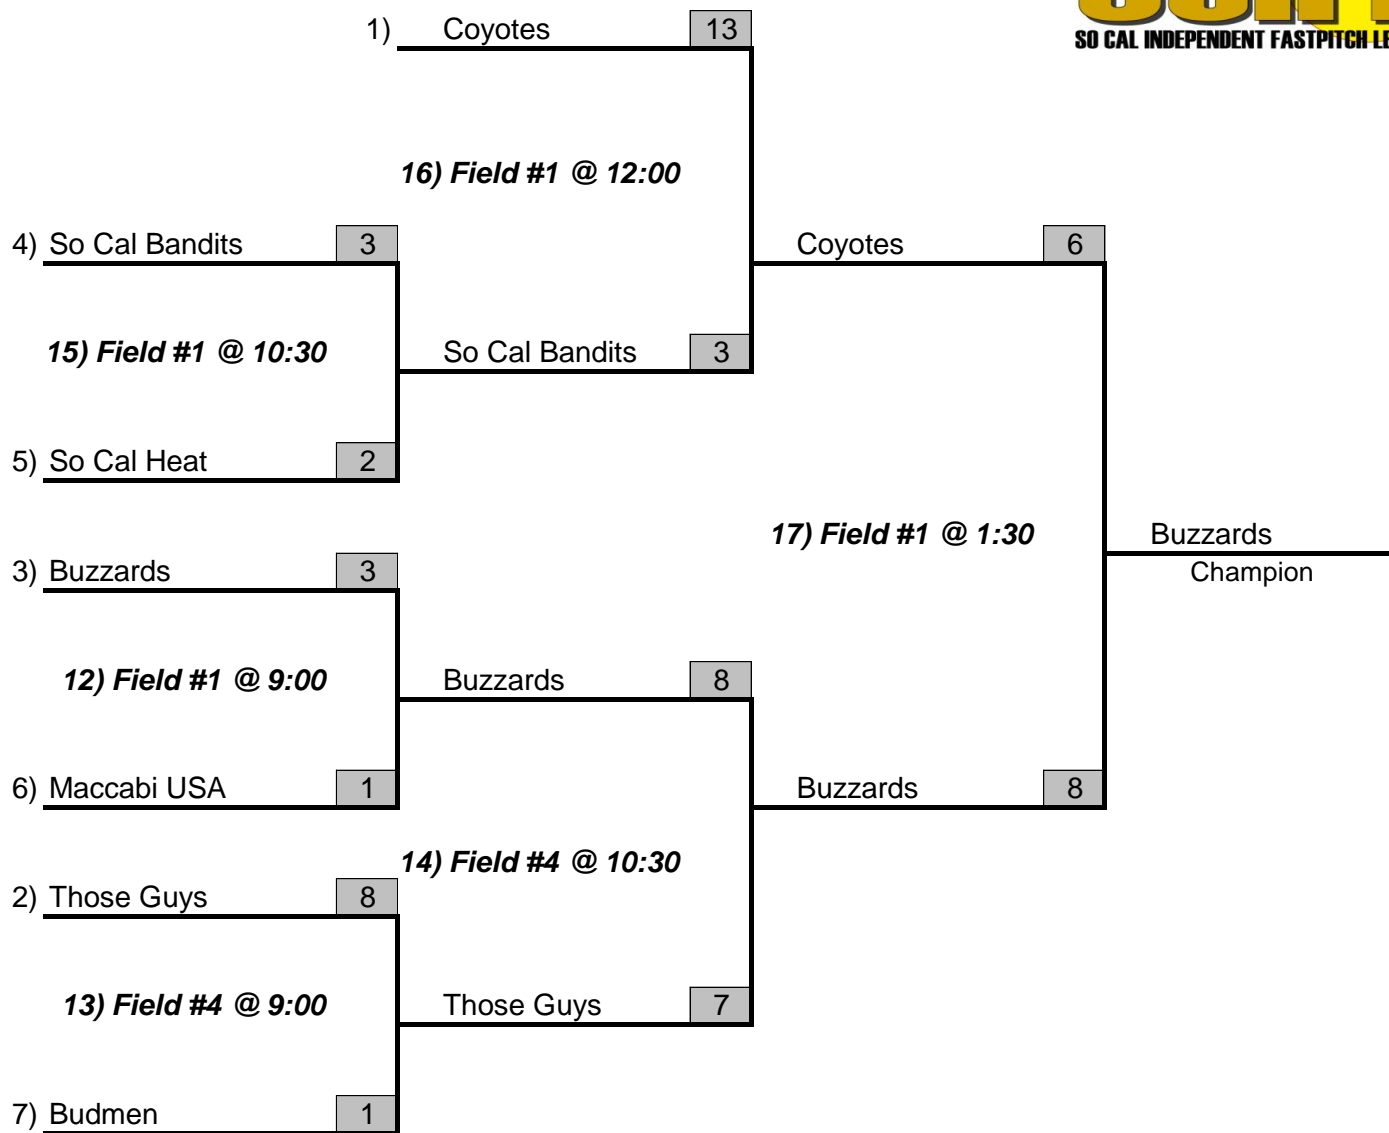 SO CAL INDEPENDENT FASTPITCH
1) Coyotes 13
16) Field #1 @ 12:00
4) So Cal Bandits 3
Coyotes 6
15) Field #1 @ 10:30
So Cal Bandits 3
5) So Cal Heat 2
17) Field #1 @ 1:30
Buzzards
Champion
3) Buzzards 3
12) Field #1 @ 9:00
Buzzards 8
6) Maccabi USA 1
Buzzards 8
14) Field #4 @ 10:30
2) Those Guys 8
13) Field #4 @ 9:00
Those Guys 7
7) Budmen 1